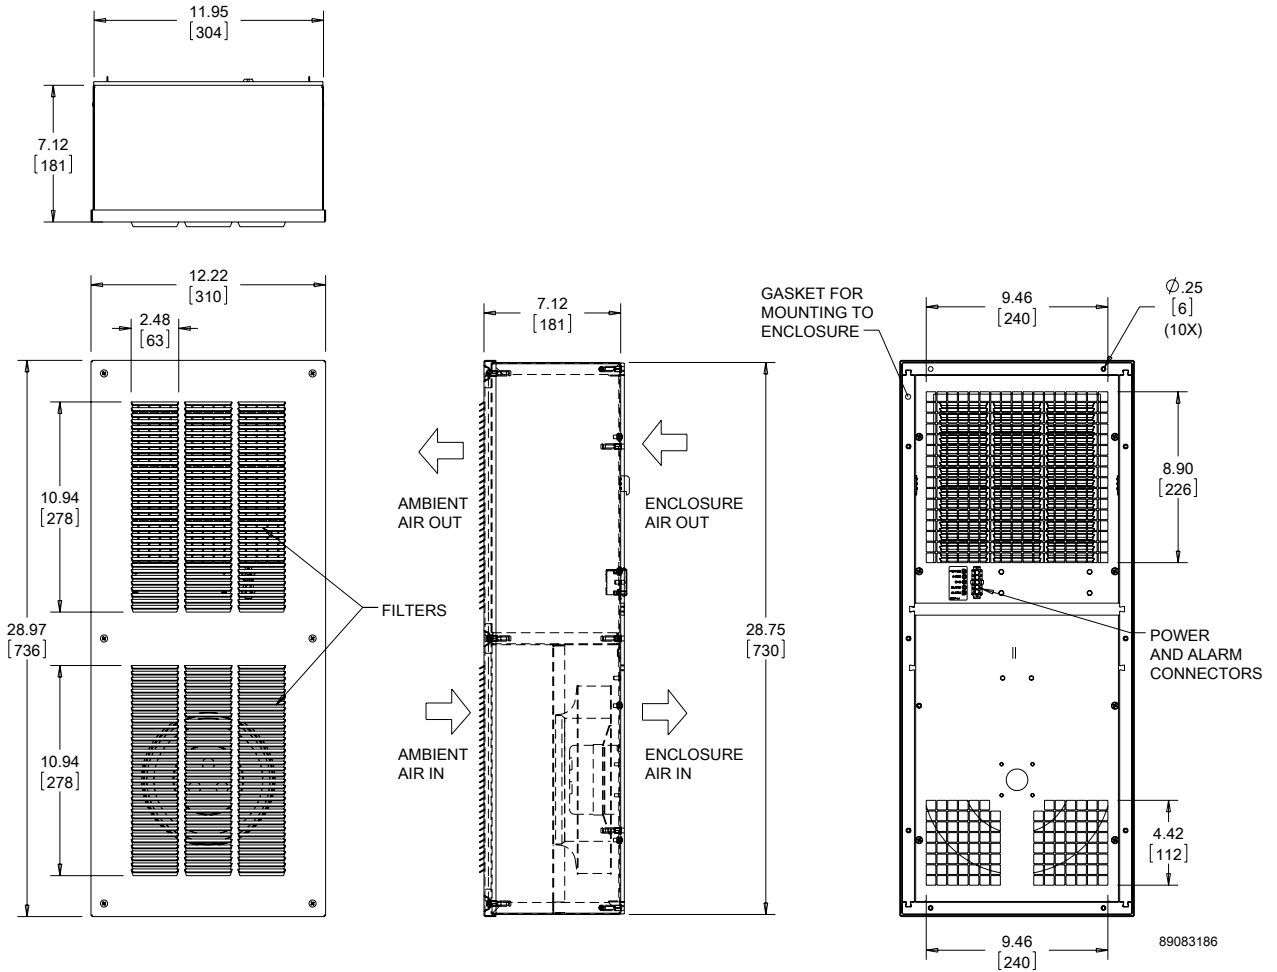 11.95
[304]
7.12
[181]
12.22
[310]
2.48
[63]
10.94
[278]
28.97
[736]
10.94
[278]
FILTERS
7.12
[181]
AMBIENT
AIR OUT
ENCLOSURE
AIR OUT
AMBIENT
AIR IN
ENCLOSURE
AIR IN
28.75
[730]
GASKET FOR
MOUNTING TO
ENCLOSURE
9.46
[240]
Ø.25
[6]
(10X)
8.90
[226]
POWER
AND ALARM
CONNECTORS
4.42
[112]
9.46
[240]
89083186